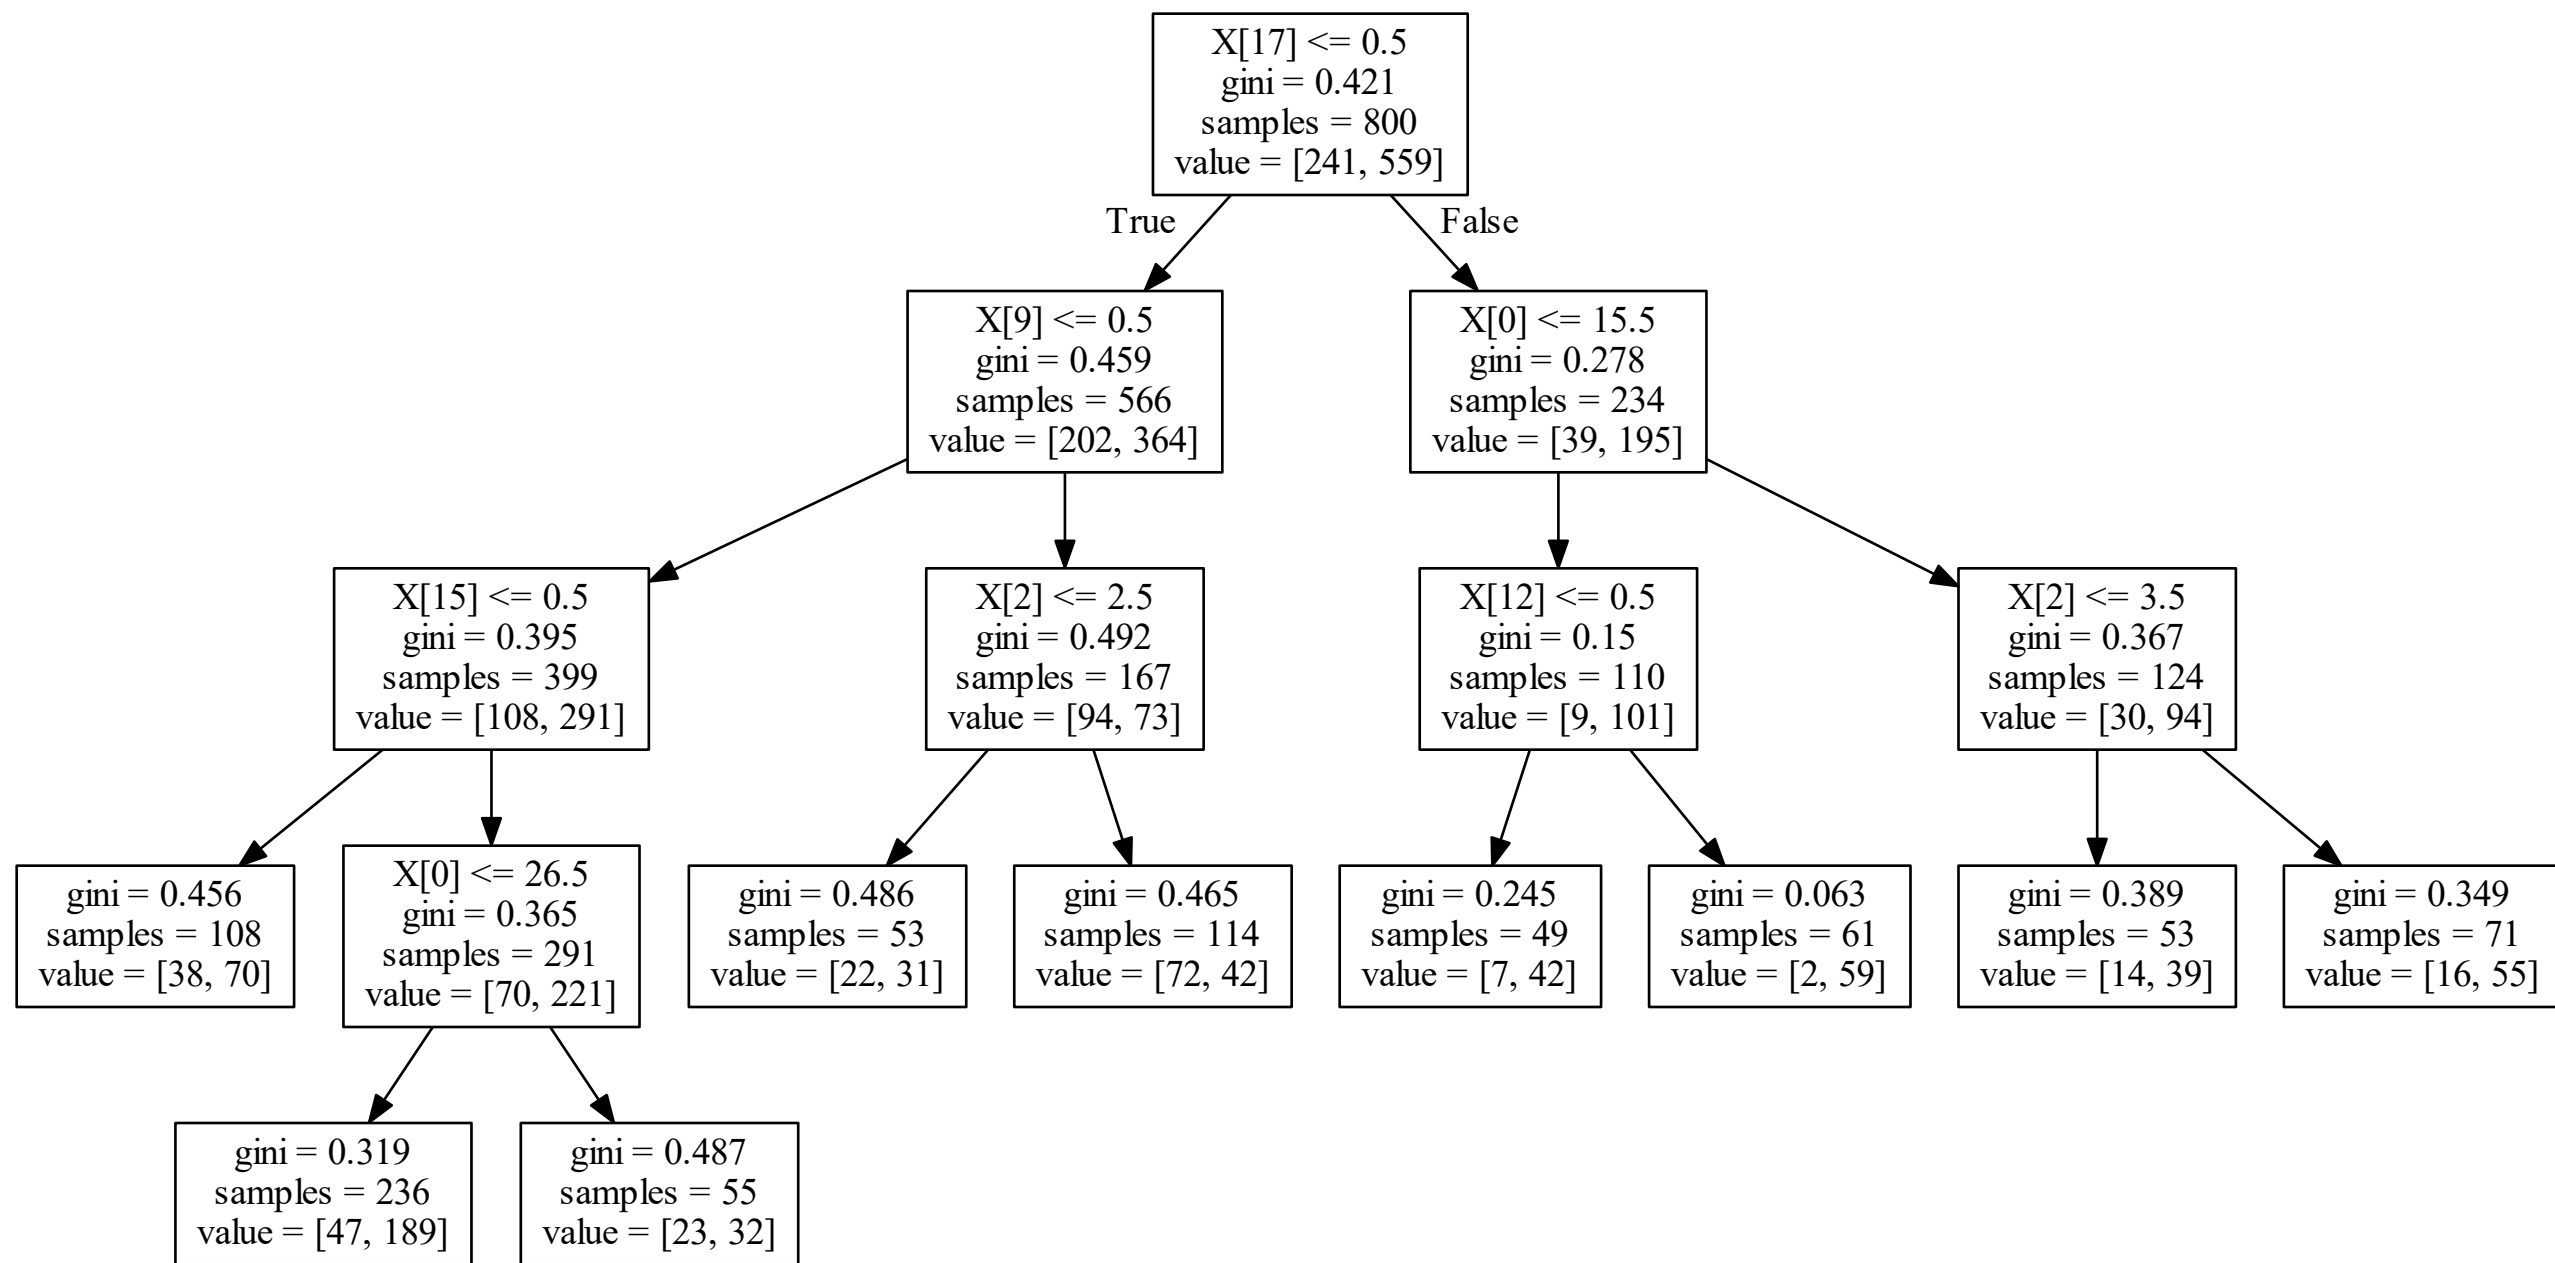 X[17] <= 0.5
gini = 0.421
samples = 800
value = [241, 559]
True
False
X[9] <= 0.5
gini = 0.459
samples = 566
value = [202, 364]
X[0] <= 15.5
gini = 0.278
samples = 234
value = [39, 195]
X[15] <= 0.5
gini = 0.395
samples = 399
value = [108, 291]
X[2] <= 2.5
gini = 0.492
samples = 167
value = [94, 73]
X[12] <= 0.5
gini = 0.15
samples = 110
value = [9, 101]
X[2] <= 3.5
gini = 0.367
samples = 124
value = [30, 94]
gini = 0.456
samples = 108
value = [38, 70]
X[0] <= 26.5
gini = 0.365
samples = 291
value = [70, 221]
gini = 0.486
samples = 53
value = [22, 31]
gini = 0.465
samples = 114
value = [72, 42]
gini = 0.245
samples = 49
value = [7, 42]
gini = 0.063
samples = 61
value = [2, 59]
gini = 0.389
samples = 53
value = [14, 39]
gini = 0.349
samples = 71
value = [16, 55]
gini = 0.319
samples = 236
value = [47, 189]
gini = 0.487
samples = 55
value = [23, 32]